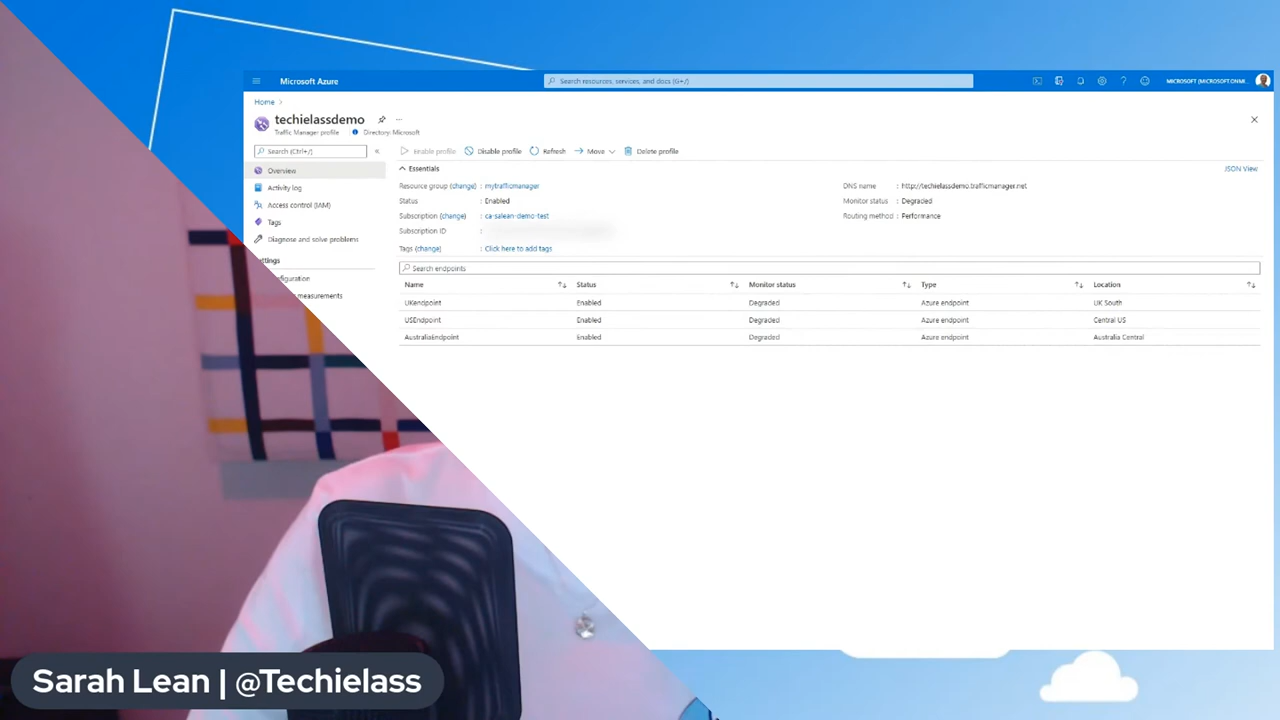 Microsoft Azure
Search resources, services, and docs (G+/)
MICROSOFT (MICROSOFT.ONMI...
Home
techielassdemo
Traffic Manager profile
Directory: Microsoft
Search (Ctrl+/)
Enable profile
Disable profile
Refresh
Move
Delete profile
Overview
Activity log
Access control (IAM)
Tags
Diagnose and solve problems
ettings
figuration
measurements
Essentials
JSON View
Resource group (change) : mytrafficmanager
Status : Enabled
Subscription (change) : ca-salean-demo-test
Subscription ID :
Tags (change) : Click here to add tags
DNS name : http://techielassdemo.trafficmanager.net
Monitor status : Degraded
Routing method : Performance
Search endpoints
Name Status Monitor status Type Location
UKendpoint Enabled Degraded Azure endpoint UK South
USEndpoint Enabled Degraded Azure endpoint Central US
AustraliaEndpoint Enabled Degraded Azure endpoint Australia Central
Sarah Lean | @Techielass